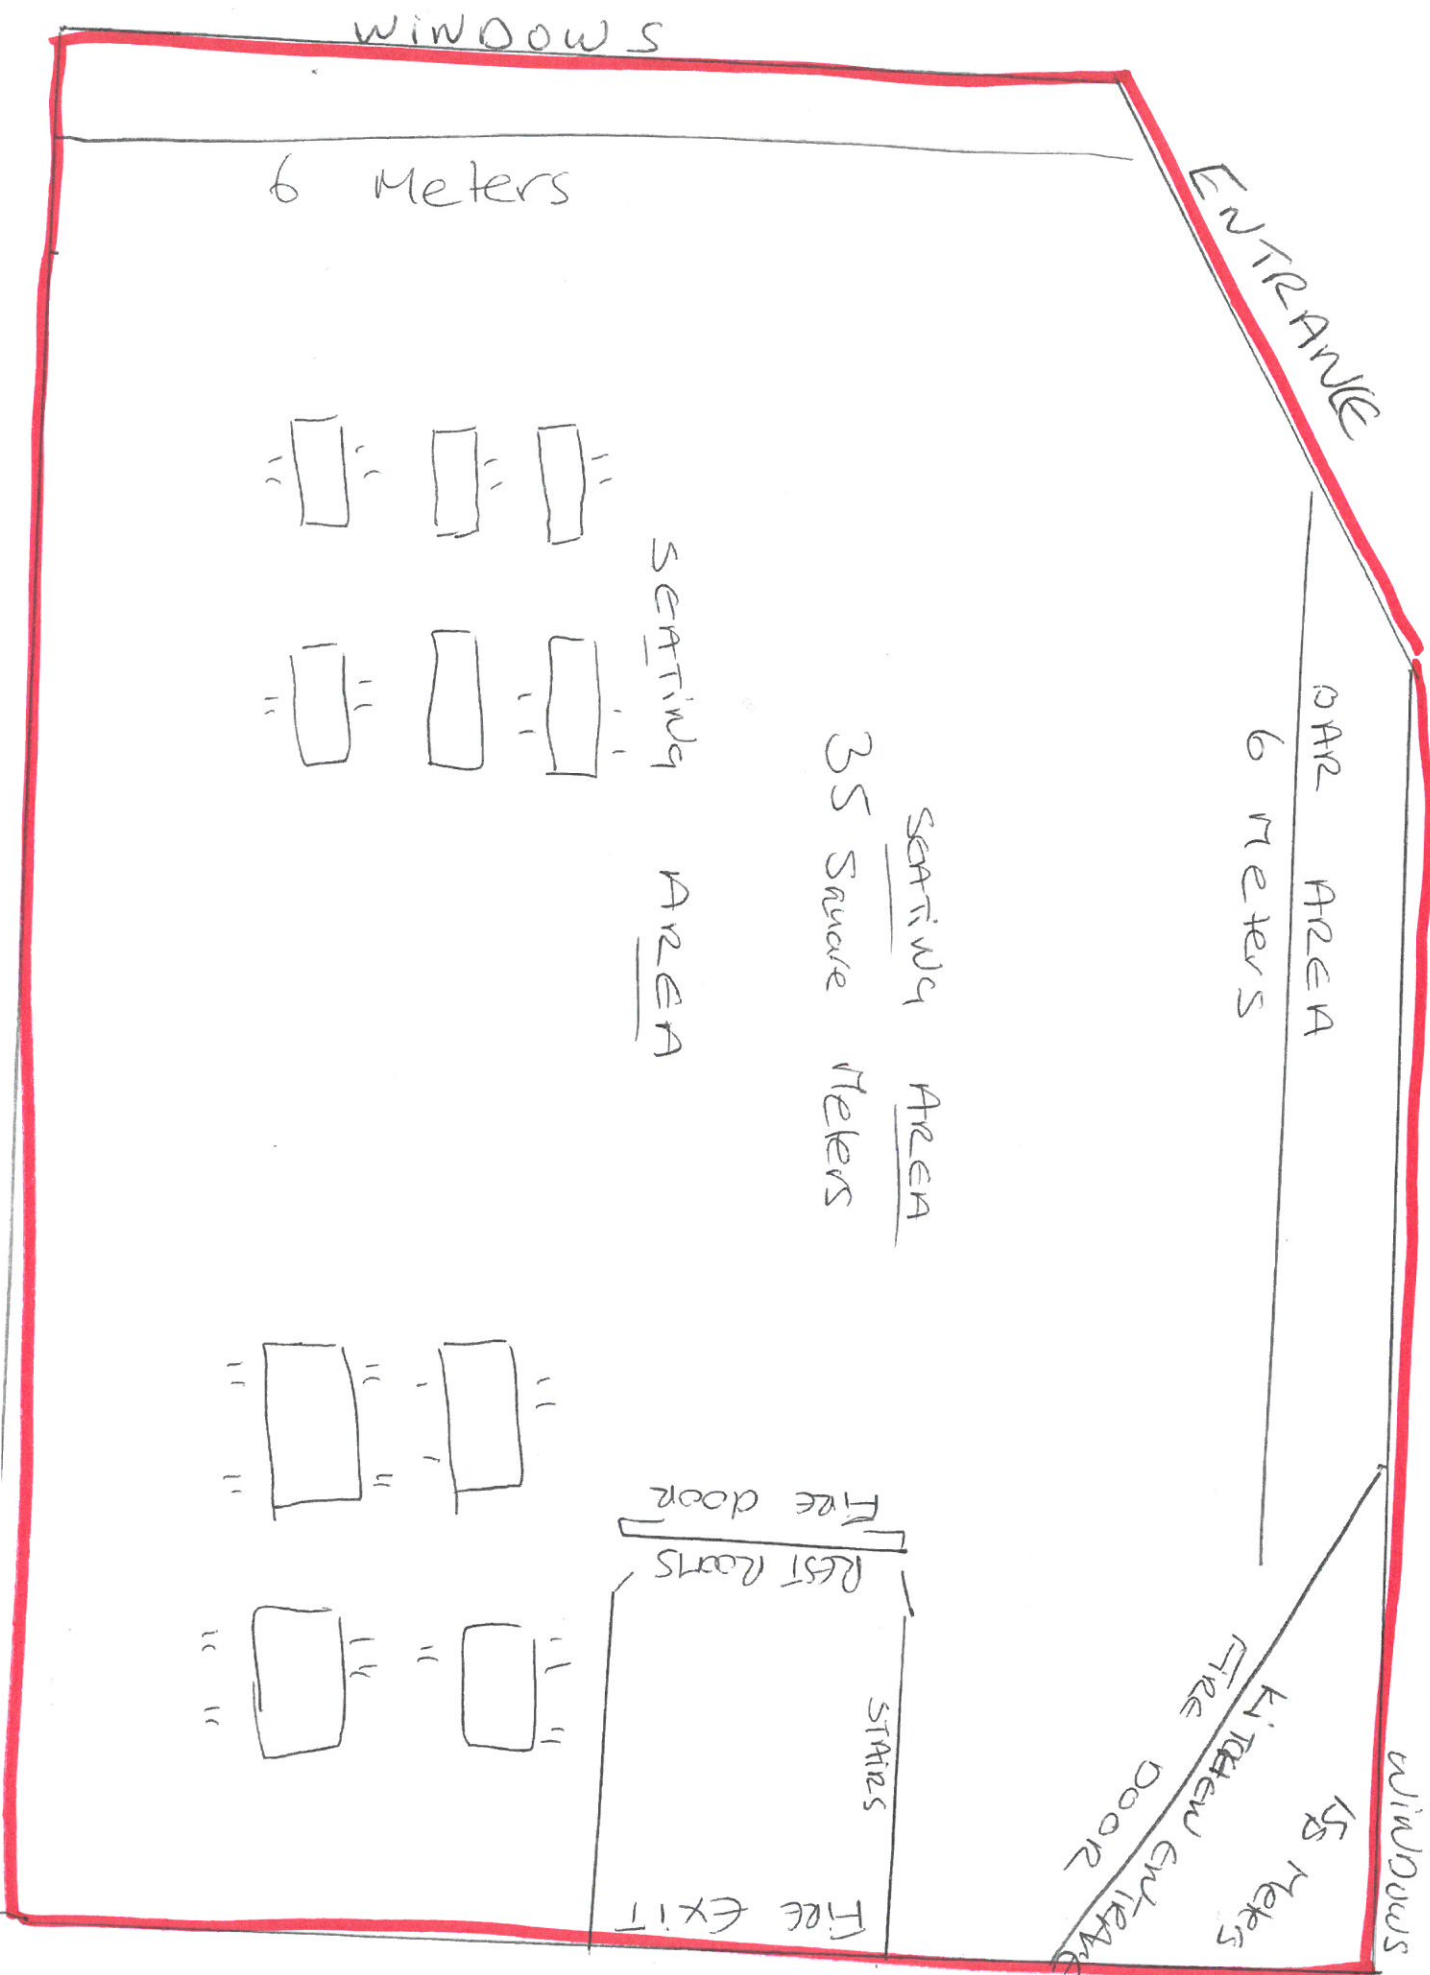 WINDOWS
6 Meters
ENTRANCE
BAR AREA
6 Meters
SEATING AREA
35 Square Meters
SEATING AREA
Fire door
REST ROOMS
STAIRS
Fire EXIT
Fire DOOR
KITCHEN ENTRANCE
Meters
WINDOWS